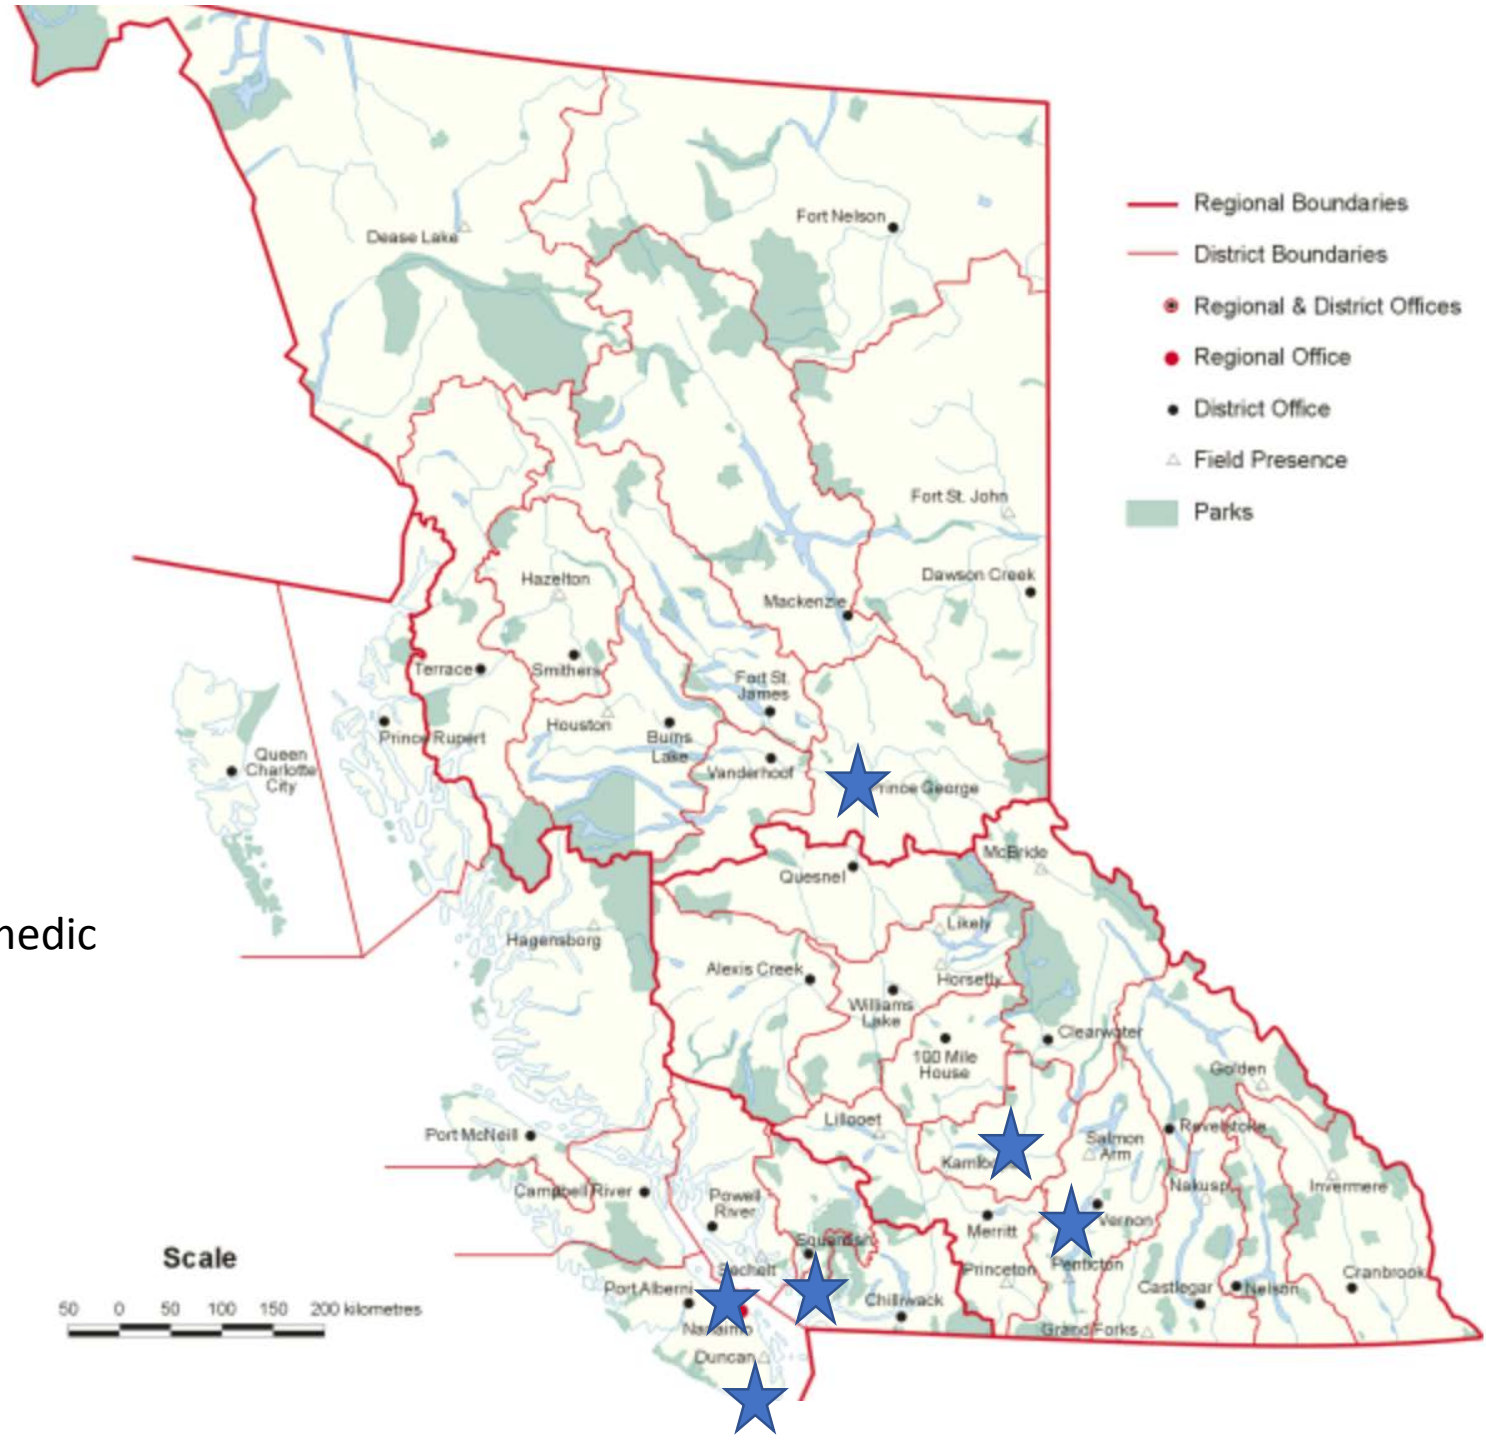 Regional Boundaries
District Boundaries
Regional & District Offices
Regional Office
District Office
Field Presence
Parks
Fort Nelson
Dease Lake
Fort St. John
Dawson Creek
Hazelton
Mackenzie
Terrace
Smithers
Fort St.
James
Houston
Burns
Lake
Prince Rupert
Queen
Charlotte
City
Vanderhoof
rince George
McBride
Quesnel
Likely
medic
Hagensborg
Alexis Creek
Horsefly
Williams
Lake
Clearwater
100 Mile
House
Golden
Lillooet
Port McNeill
Revelstoke
Salmon
Arm
Kamloo
Campbell River
Powell
River
Nakusp
Invermere
Merritt
Vernon
Squamish
Scale
Sechelt
Princeton
Penticton
Port Alberni
Castlegar
Nelson
Cranbrook
50 0 50 100 150 200 kilometres
Chilliwack
Nanaimo
Grand Forks
Duncan